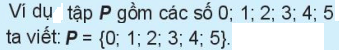 Ví dụ tập P gồm các số 0; 1; 2; 3; 4; 5
ta viết: P = {0; 1; 2; 3; 4; 5}.